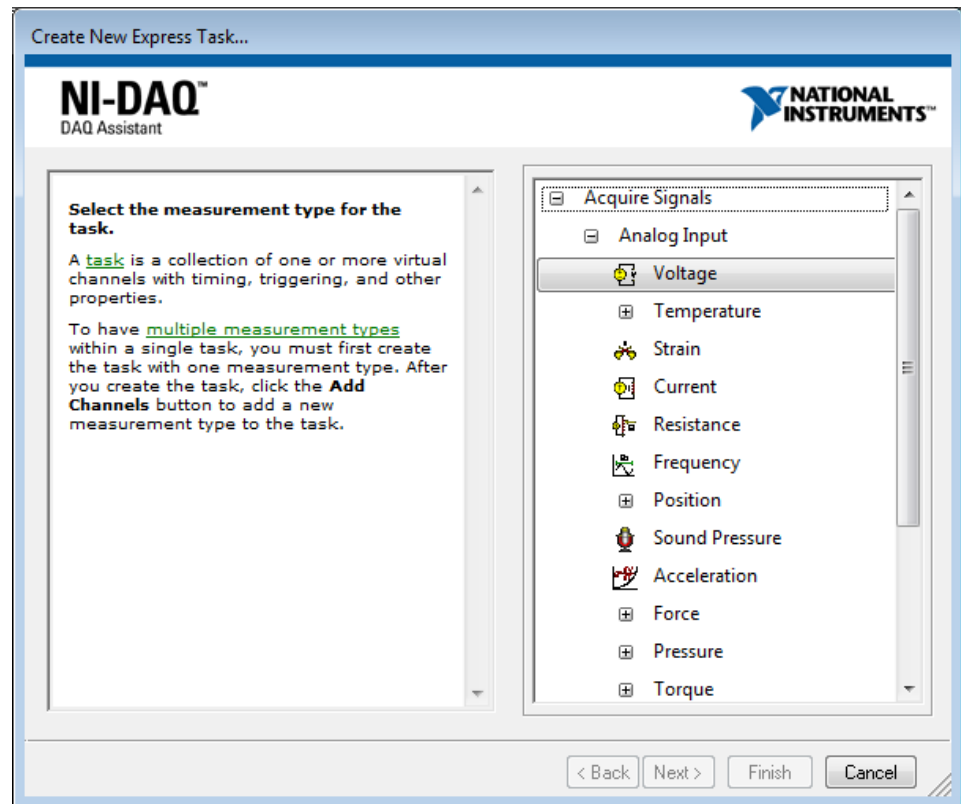 Create New Express Task...
NI-DAQ™
DAQ Assistant
NATIONAL
INSTRUMENTS™
Select the measurement type for the
task.
A task is a collection of one or more virtual
channels with timing, triggering, and other
properties.
To have multiple measurement types
within a single task, you must first create
the task with one measurement type. After
you create the task, click the Add
Channels button to add a new
measurement type to the task.
Acquire Signals
Analog Input
Voltage
Temperature
Strain
Current
Resistance
Frequency
Position
Sound Pressure
Acceleration
Force
Pressure
Torque
< Back Next > Finish Cancel